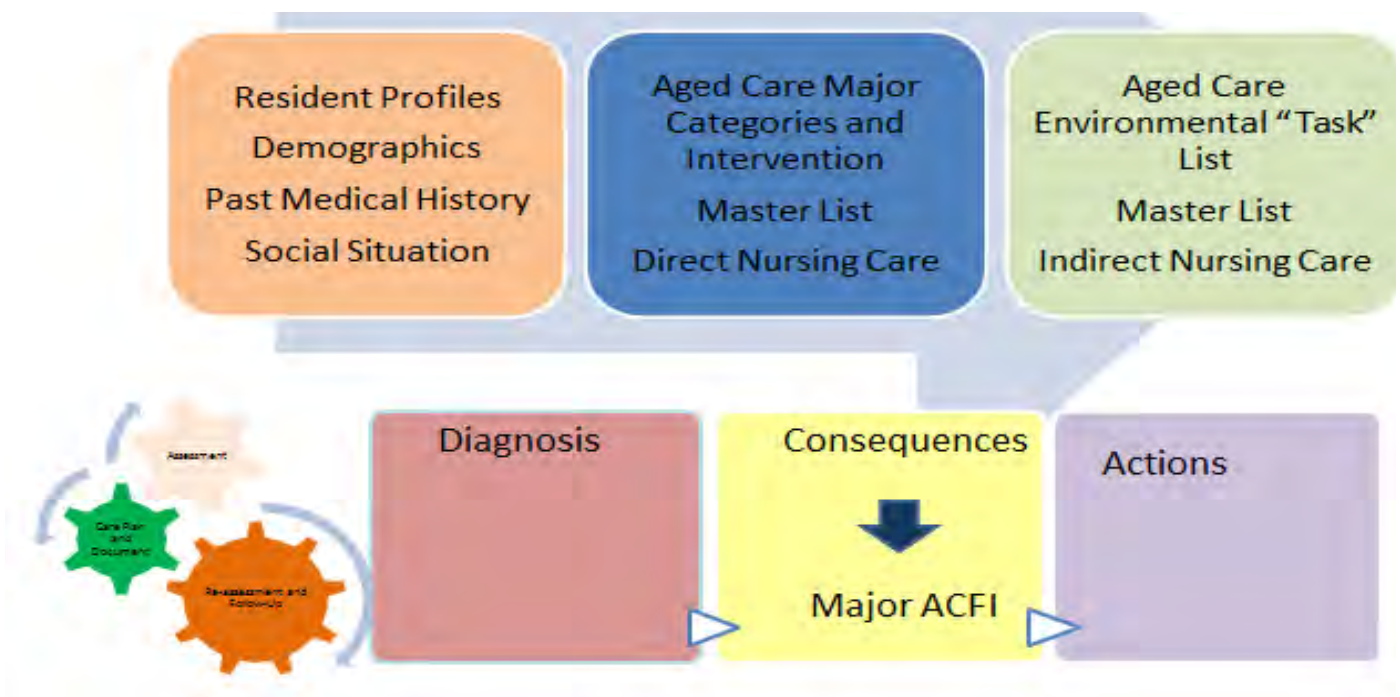 Resident Profiles
Demographics
Past Medical History
Social Situation
Aged Care Major
Categories and
Intervention
Master List
Direct Nursing Care
Aged Care
Environmental “Task”
List
Master List
Indirect Nursing Care
Assessment
Care Plan
and
Document
Re-assessment and
Follow-Up
Diagnosis
Consequences
Major ACFI
Actions